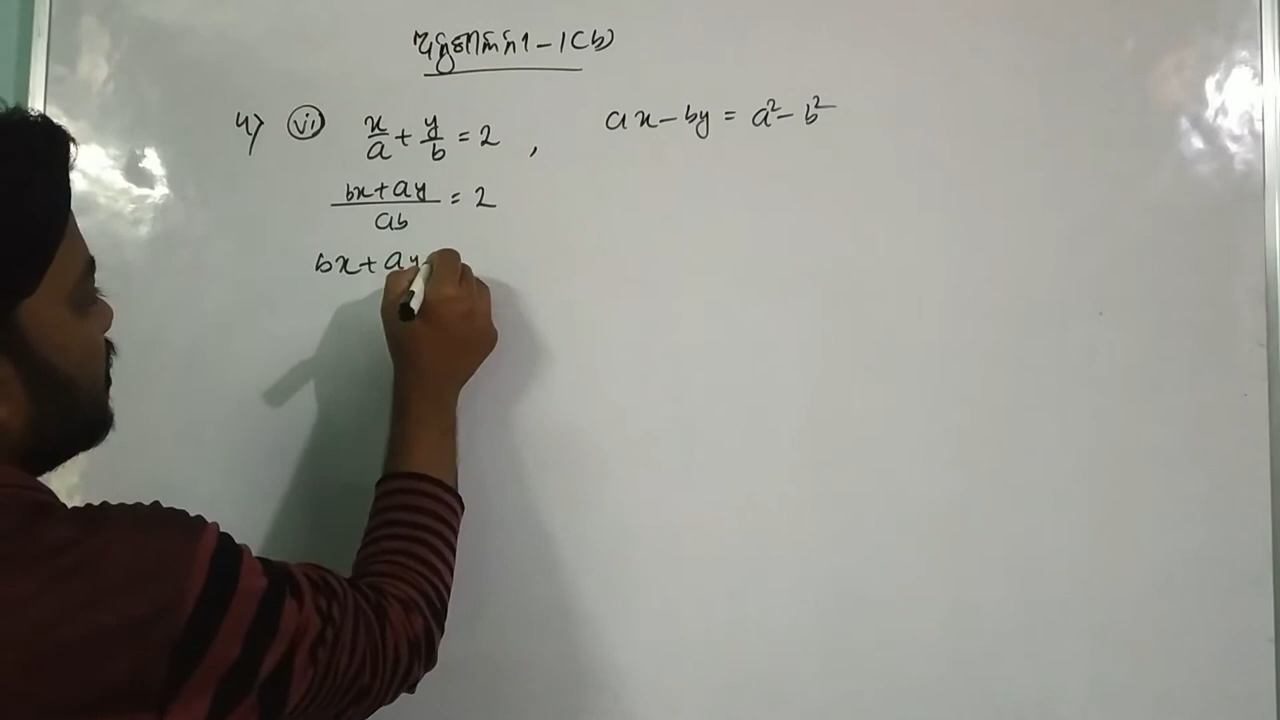 4) (vi) x/a + y/b = 2 , ax - by = a² - b²
(bx + ay)/ab = 2
bx + ay